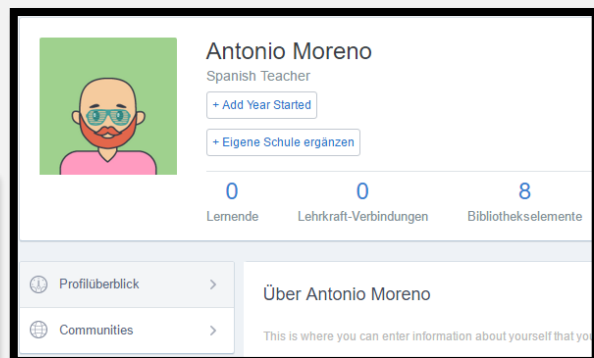 Antonio Moreno
Spanish Teacher
+ Add Year Started
+ Eigene Schule ergänzen
0 0 8
Lernende Lehrkraft-Verbindungen Bibliothekselemente
Profilüberblick
Communities
Über Antonio Moreno
This is where you can enter information about yourself that